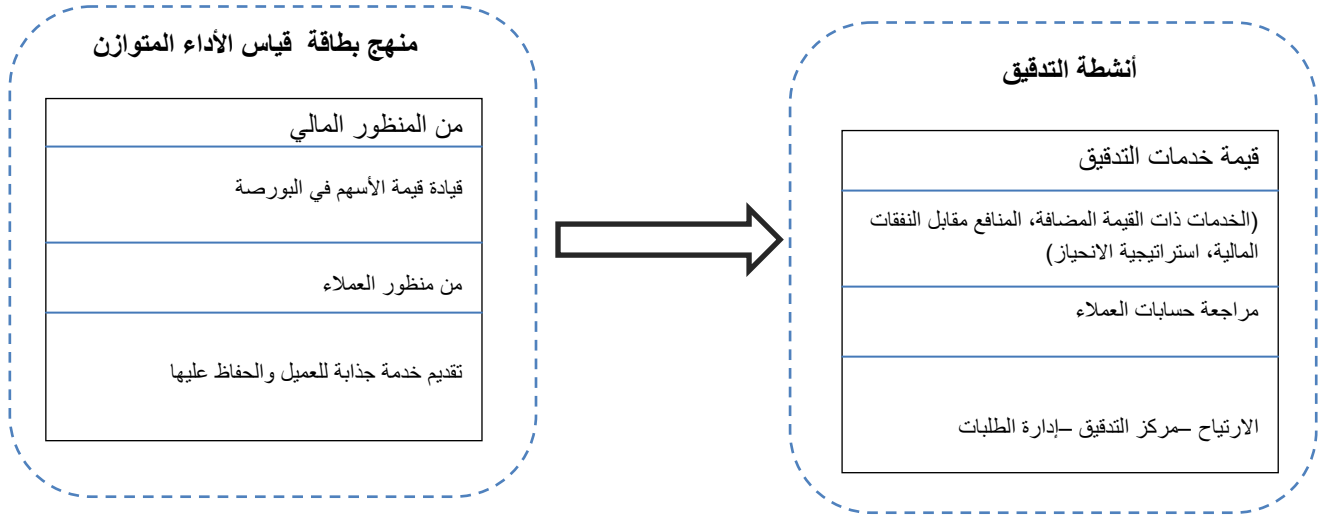 منهج بطاقة قياس الأداء المتوازن
من المنظور المالي
قيادة قيمة الأسهم في البورصة
من منظور العملاء
تقديم خدمة جذابة للعميل والحفاظ عليها
أنشطة التدقيق
قيمة خدمات التدقيق
(الخدمات ذات القيمة المضافة، المنافع مقابل النفقات
المالية، استراتيجية الانحياز)
مراجعة حسابات العملاء
الارتياح –مركز التدقيق –إدارة الطلبات